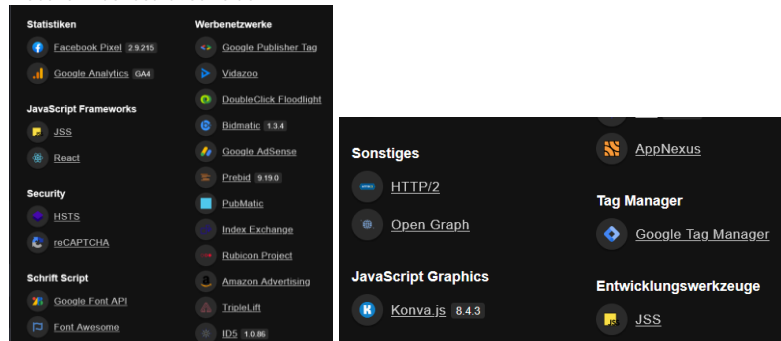 Statistiken
Facebook Pixel 2.9.215
Google Analytics GA4
JavaScript Frameworks
JSS
React
Security
HSTS
reCAPTCHA
Schrift Script
Google Font API
Font Awesome
Werbenetzwerke
Google Publisher Tag
Vidazoo
DoubleClick Floodlight
Bidmatic 1.3.4
Google AdSense
Prebid 9.19.0
PubMatic
Index Exchange
Rubicon Project
Amazon Advertising
TripleLift
ID5 1.0.86
Sonstiges
HTTP/2
Open Graph
JavaScript Graphics
Konva.js 8.4.3
AppNexus
Tag Manager
Google Tag Manager
Entwicklungswerkzeuge
JSS